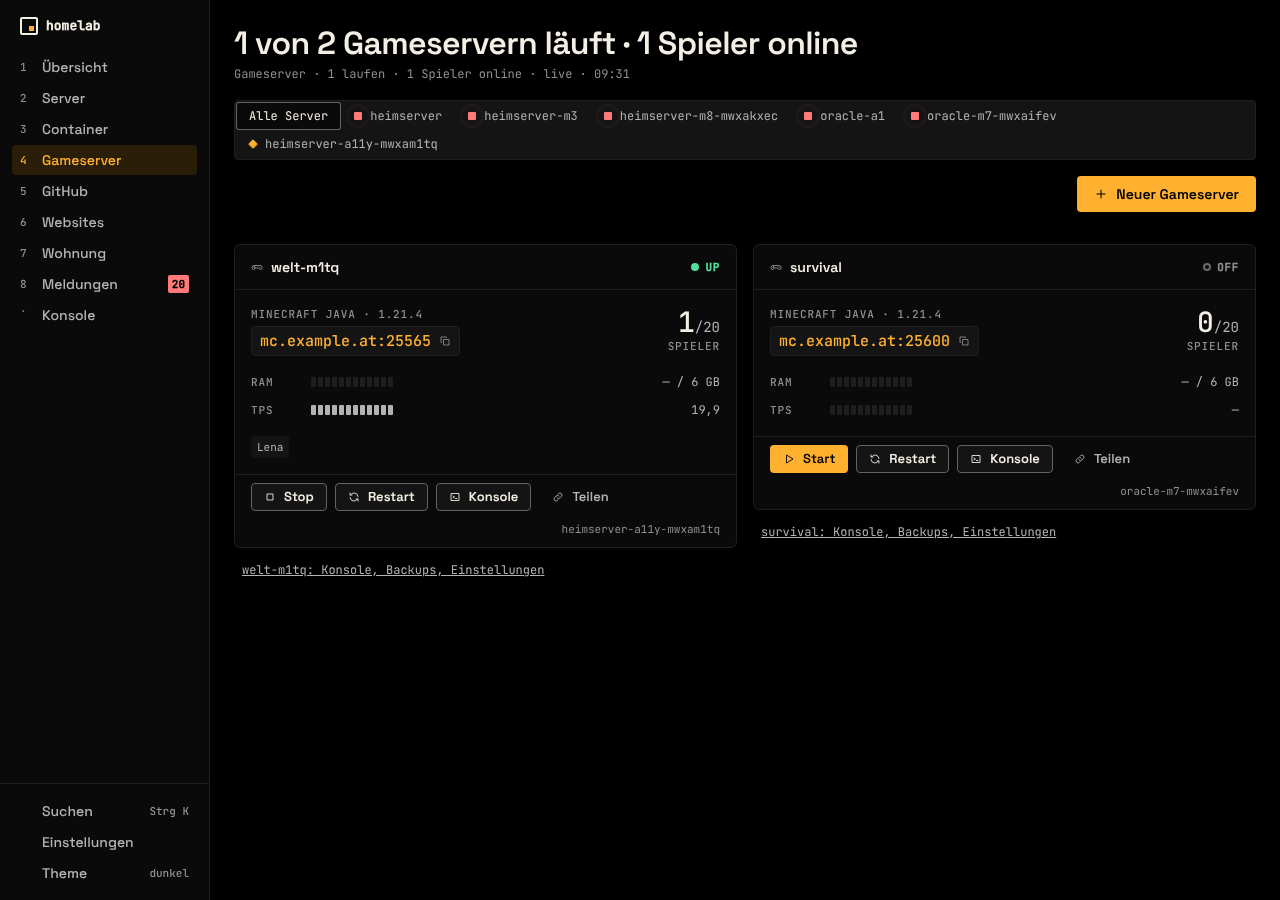 homelab
1 Übersicht
2 Server
3 Container
4 Gameserver
5 GitHub
6 Websites
7 Wohnung
8 Meldungen 20
` Konsole
Suchen Strg K
Einstellungen
Theme dunkel
1 von 2 Gameservern läuft · 1 Spieler online
Gameserver · 1 laufen · 1 Spieler online · live · 09:31
Alle Server heimserver heimserver-m3 heimserver-m8-mwxakxec oracle-a1 oracle-m7-mwxaifev
heimserver-a11y-mwxam1tq
+ Neuer Gameserver
welt-m1tq UP
MINECRAFT JAVA · 1.21.4
mc.example.at:25565
1/20
SPIELER
RAM — / 6 GB
TPS 19,9
Lena
Stop Restart Konsole Teilen
heimserver-a11y-mwxam1tq
welt-m1tq: Konsole, Backups, Einstellungen
survival OFF
MINECRAFT JAVA · 1.21.4
mc.example.at:25600
0/20
SPIELER
RAM — / 6 GB
TPS —
Start Restart Konsole Teilen
oracle-m7-mwxaifev
survival: Konsole, Backups, Einstellungen